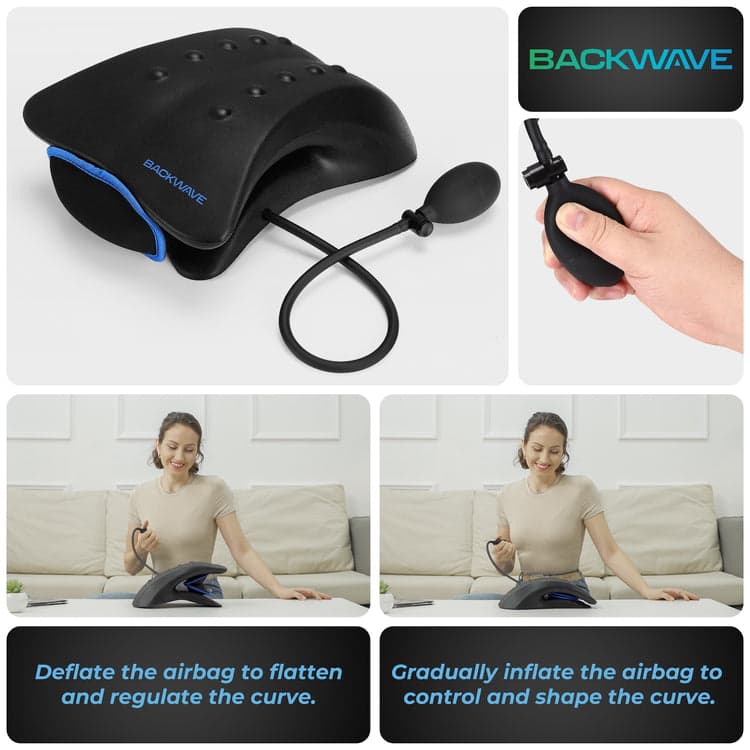 BACKWAVE
BACKWAVE
Deflate the airbag to flatten
and regulate the curve.
Gradually inflate the airbag to
control and shape the curve.